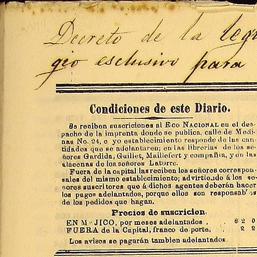 Decreto de la legis
gio esclusivo para
Condiciones de este Diario.
Se reciben suscriciones al Eco Nacional en el des-
pacho de la imprenta donde se publica, calle de Medi-
nas No. 24, cuyo establecimiento responde de las can-
tidades que se adelantaren; en las librerías de los se-
ñores Gardida, Guillet, Maillefert y compañía, y en las
alacenas de los señores Latorre.
Fuera de la capital las reciben los señores correspon-
sales del mismo establecimiento; advirtiendo á los se-
ñores suscritores que á dichos agentes deberán hacer
los pagos adelantados, porque ellos son responsables
de los pedidos que hagan.
Precios de suscricion.
EN MEJICO, por meses adelantados
FUERA de la Capital, franco de porte.
Los avisos se pagarán tambien adelantados